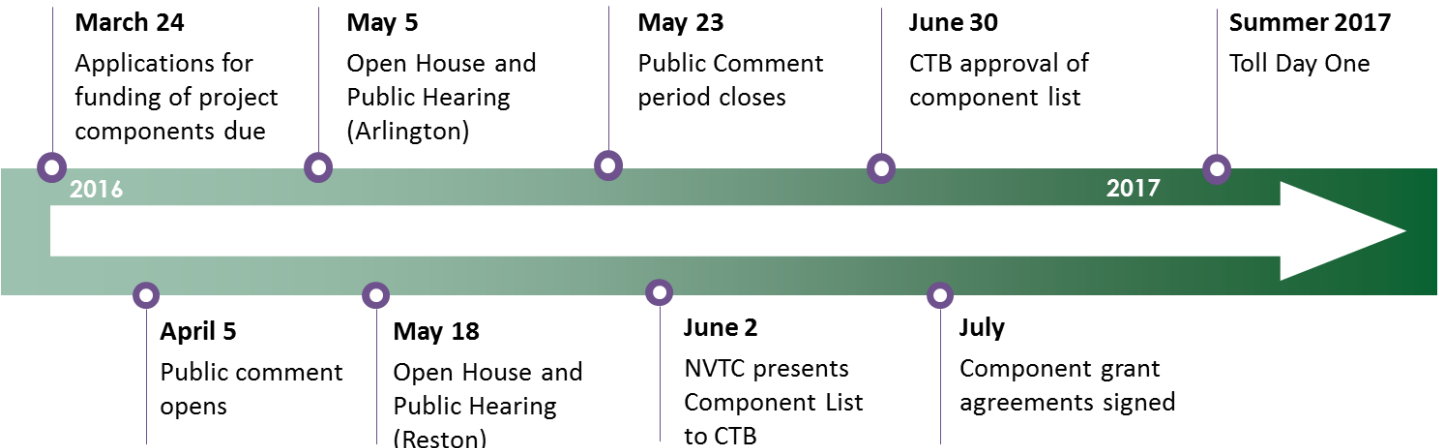 March 24
Applications for
funding of project
components due
May 5
Open House and
Public Hearing
(Arlington)
May 23
Public Comment
period closes
June 30
CTB approval of
component list
Summer 2017
Toll Day One
2016
2017
April 5
Public comment
opens
May 18
Open House and
Public Hearing
(Reston)
June 2
NVTC presents
Component List
to CTB
July
Component grant
agreements signed